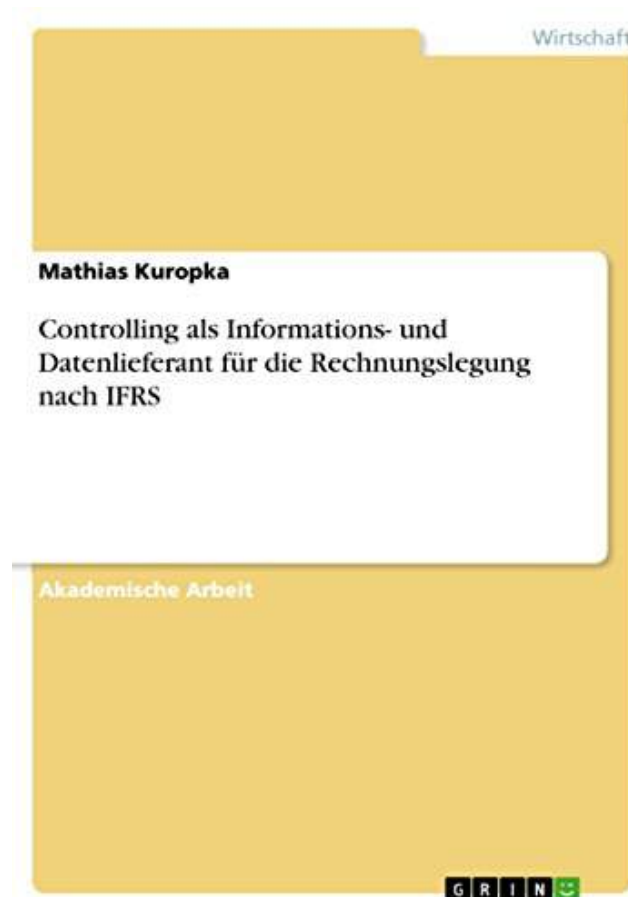 Wirtschaft
Mathias Kuropka
Controlling als Informations- und
Datenlieferant für die Rechnungslegung
nach IFRS
Akademische Arbeit
GRIN